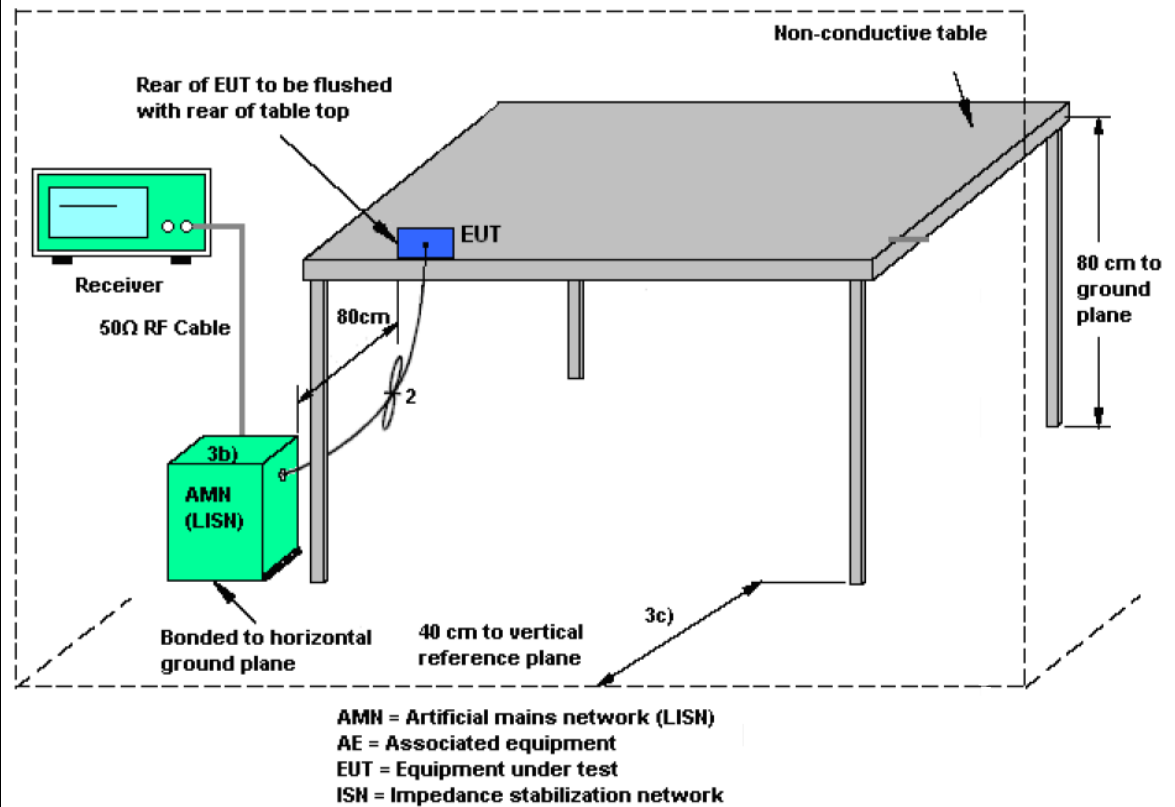 Non-conductive table
Rear of EUT to be flushed
with rear of table top
EUT
Receiver
80 cm to
ground
plane
80cm
50Ω RF Cable
2
3b)
AMN
(LISN)
3c)
Bonded to horizontal
ground plane
40 cm to vertical
reference plane
AMN = Artificial mains network (LISN)
AE = Associated equipment
EUT = Equipment under test
ISN = Impedance stabilization network